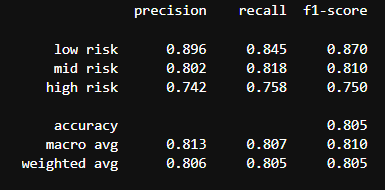 precision recall f1-score
low risk 0.896 0.845 0.870
mid risk 0.802 0.818 0.810
high risk 0.742 0.758 0.750
accuracy 0.805
macro avg 0.813 0.807 0.810
weighted avg 0.806 0.805 0.805